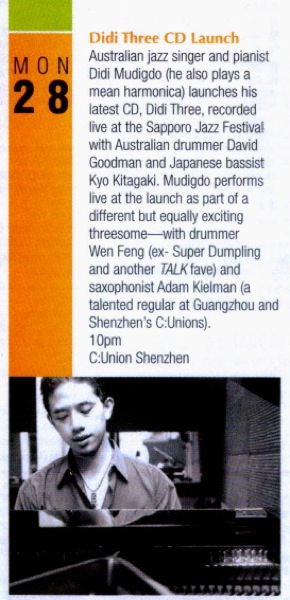 Didi Three CD Launch
MON
28
Australian jazz singer and pianist
Didi Mudigdo (he also plays a
mean harmonica) launches his
latest CD, Didi Three, recorded
live at the Sapporo Jazz Festival
with Australian drummer David
Goodman and Japanese bassist
Kyo Kitagaki. Mudigdo performs
live at the launch as part of a
different but equally exciting
threesome—with drummer
Wen Feng (ex- Super Dumpling
and another TALK fave) and
saxophonist Adam Kielman (a
talented regular at Guangzhou and
Shenzhen's C:Unions).
10pm
C:Union Shenzhen